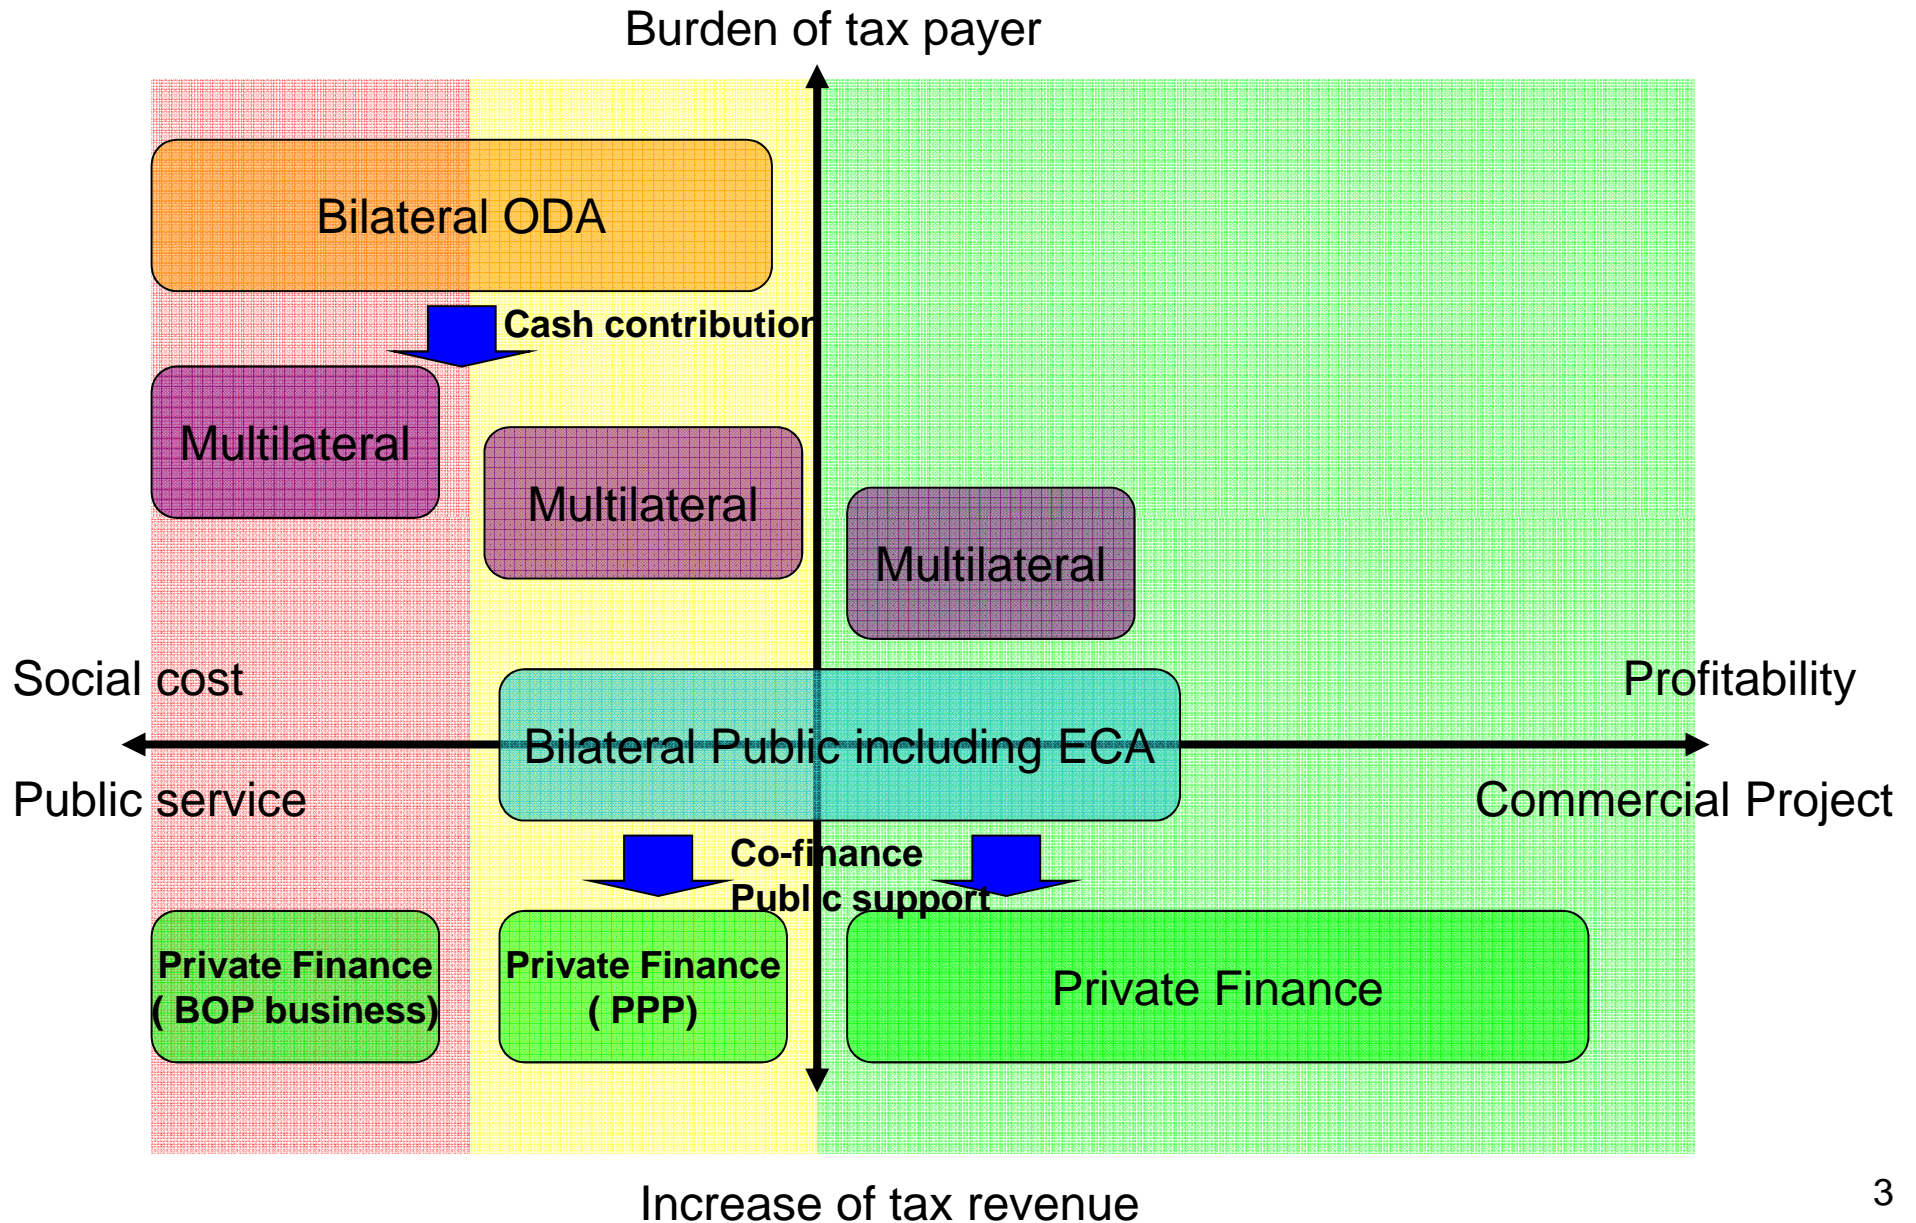 Burden of tax payer
Bilateral ODA
Cash contribution
Multilateral
Multilateral
Multilateral
Social cost
Profitability
Bilateral Public including ECA
Public service
Commercial Project
Co-finance
Public support
Private Finance
( BOP business)
Private Finance
( PPP)
Private Finance
Increase of tax revenue
3